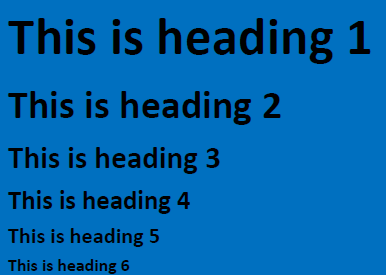 This is heading 1
This is heading 2
This is heading 3
This is heading 4
This is heading 5
This is heading 6